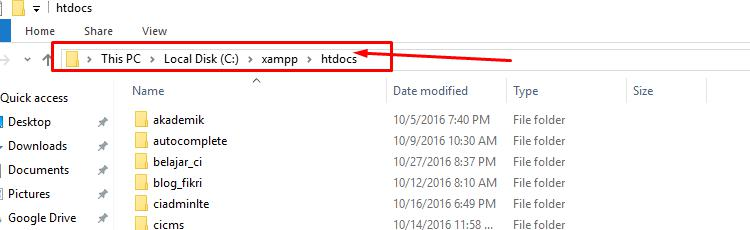 htdocs
Share View
This PC Local Disk (C:) xampp htdocs
Name Date modified Type Size
Quick access
Desktop
Downloads
Documents
Pictures
Google Drive
akademik 10/5/2016 7:40 PM File folder
autocomplete 10/9/2016 10:30 AM File folder
belajar_ci 10/27/2016 8:37 PM File folder
blog_fikri 10/12/2016 8:10 AM File folder
ciadminlte 10/16/2016 6:49 PM File folder
cicms 10/14/2016 11:58 ... File folder